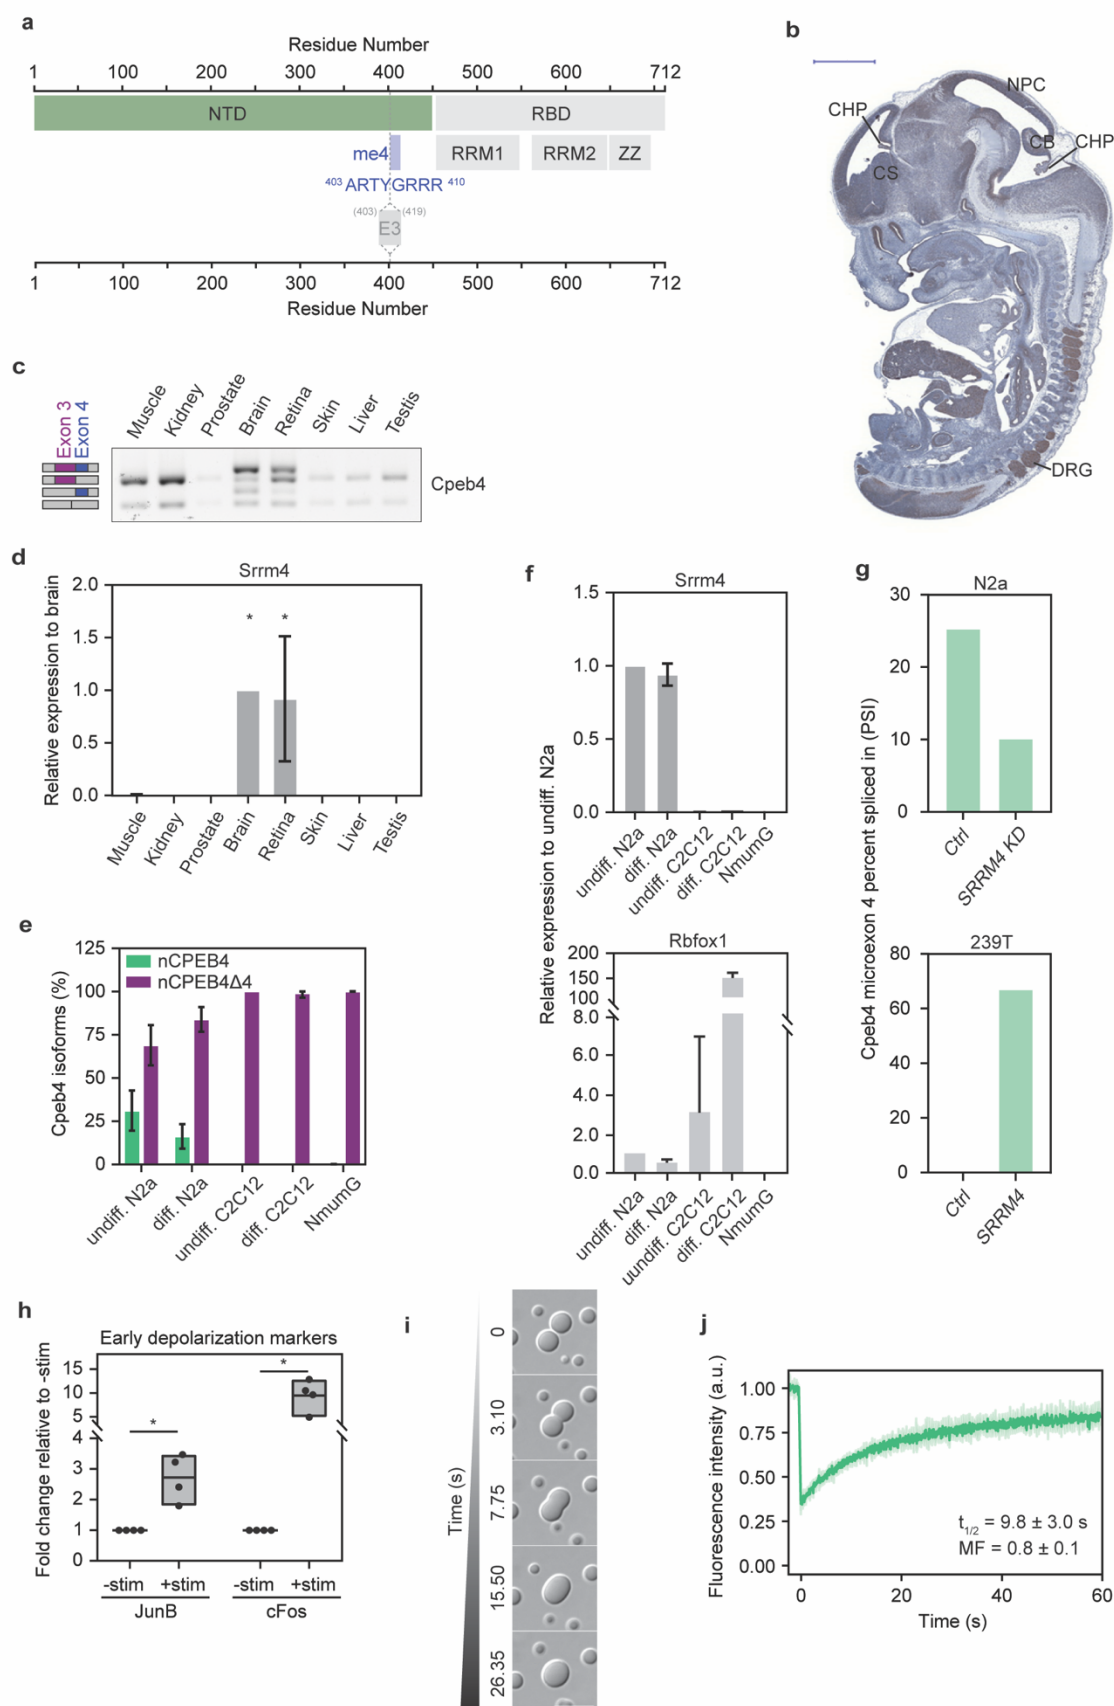 a
Residue Number
1 100 200 300 400 500 600 712
NTD RBD
me4 RRM1 RRM2 ZZ
403 ARTYGRRR 410
(403) (419)
E3
1 100 200 300 400 500 600 712
Residue Number
b
NPC
CHP
CB
CHP
CS
DRG
c
Exon 3
Exon 4
Muscle
Kidney
Prostate
Brain
Retina
Skin
Liver
Testis
Cpeb4
d
Srrm4
Relative expression to brain
2.0
1.5
1.0
0.5
0.0
* *
Muscle
Kidney
Prostate
Brain
Retina
Skin
Liver
Testis
e
Cpeb4 isoforms (%)
125
100
75
50
25
0
nCPEB4
nCPEB4Δ4
undiff. N2a
diff. N2a
undiff. C2C12
diff. C2C12
NmumG
f
Relative expression to undiff. N2a
Srrm4
1.5
1.0
0.5
0.0
undiff. N2a
diff. N2a
undiff. C2C12
diff. C2C12
NmumG
Rbfox1
200
150
100
8.0
6.0
4.0
2.0
0.0
undiff. N2a
diff. N2a
uundiff. C2C12
diff. C2C12
NmumG
g
Cpeb4 microexon 4 percent spliced in (PSI)
N2a
30
20
10
0
Ctrl
SRRM4 KD
239T
80
60
40
20
0
Ctrl
SRRM4
h
Early depolarization markers
Fold change relative to -stim
15
10
5
4
3
2
1
0
*
*
-stim +stim -stim +stim
JunB cFos
i
Time (s)
0
3.10
7.75
15.50
26.35
j
Fluorescence intensity (a.u.)
1.00
0.75
0.50
0.25
0.00
t1/2 = 9.8 ± 3.0 s
MF = 0.8 ± 0.1
0 20 40 60
Time (s)